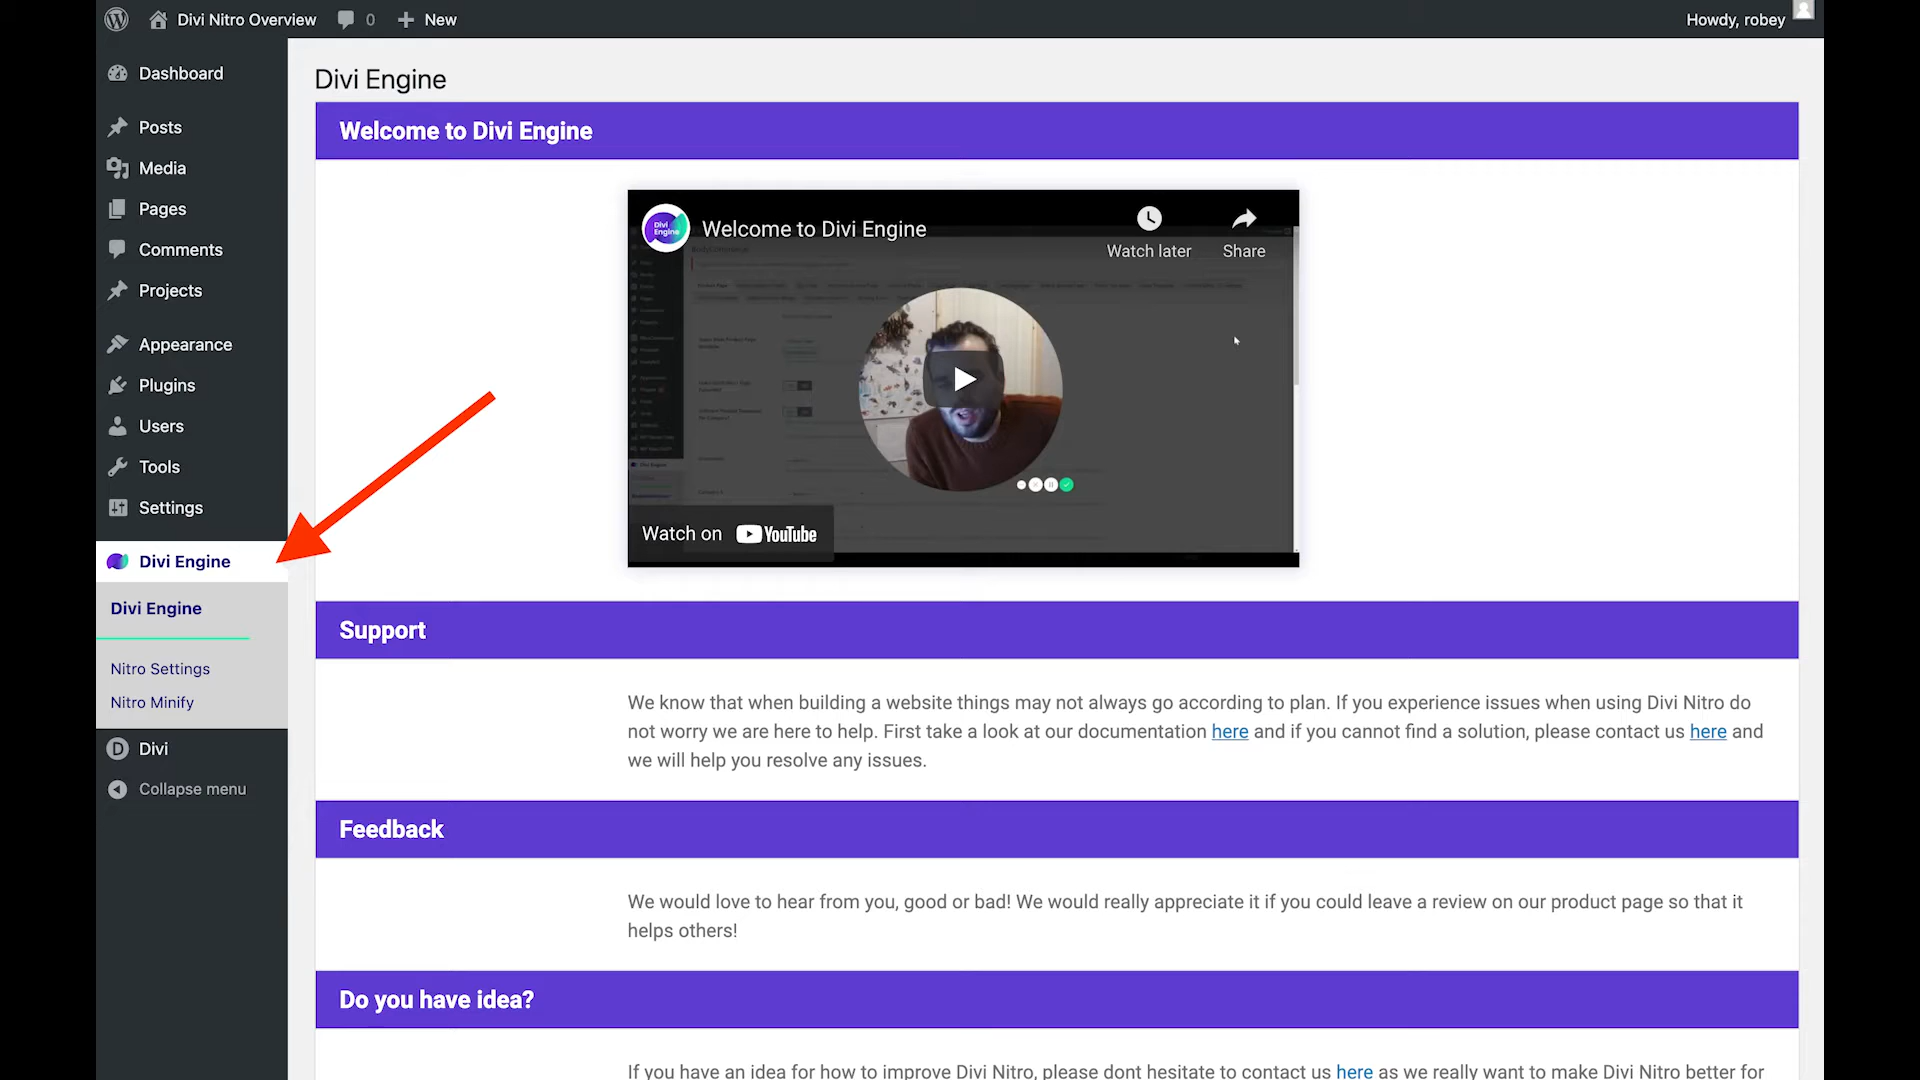 Divi Nitro Overview
0
New
Howdy, robey
Dashboard
Posts
Media
Pages
Comments
Projects
Appearance
Plugins
Users
Tools
Settings
Divi Engine
Divi Engine
Nitro Settings
Nitro Minify
Divi
Collapse menu
Divi Engine
Welcome to Divi Engine
Divi
Engine
Welcome to Divi Engine
Watch later
Share
Watch on YouTube
Support
We know that when building a website things may not always go according to plan. If you experience issues when using Divi Nitro do
not worry we are here to help. First take a look at our documentation here and if you cannot find a solution, please contact us here and
we will help you resolve any issues.
Feedback
We would love to hear from you, good or bad! We would really appreciate it if you could leave a review on our product page so that it
helps others!
Do you have idea?
If you have an idea for how to improve Divi Nitro, please dont hesitate to contact us here as we really want to make Divi Nitro better for